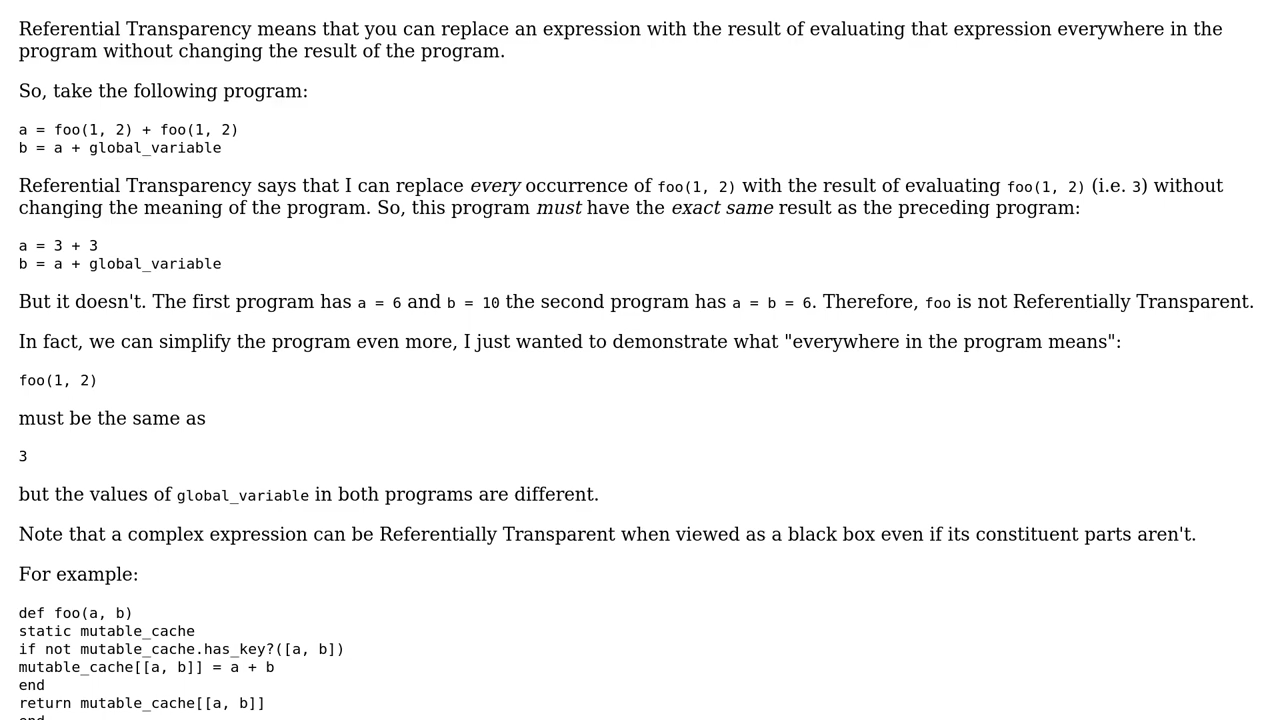 Referential Transparency means that you can replace an expression with the result of evaluating that expression everywhere in the
program without changing the result of the program.
So, take the following program:
a = foo(1, 2) + foo(1, 2)
b = a + global_variable
Referential Transparency says that I can replace every occurrence of foo(1, 2) with the result of evaluating foo(1, 2) (i.e. 3) without
changing the meaning of the program. So, this program must have the exact same result as the preceding program:
a = 3 + 3
b = a + global_variable
But it doesn't. The first program has a = 6 and b = 10 the second program has a = b = 6. Therefore, foo is not Referentially Transparent.
In fact, we can simplify the program even more, I just wanted to demonstrate what "everywhere in the program means":
foo(1, 2)
must be the same as
3
but the values of global_variable in both programs are different.
Note that a complex expression can be Referentially Transparent when viewed as a black box even if its constituent parts aren't.
For example:
def foo(a, b)
static mutable_cache
if not mutable_cache.has_key?([a, b])
mutable_cache[[a, b]] = a + b
end
return mutable_cache[[a, b]]
end